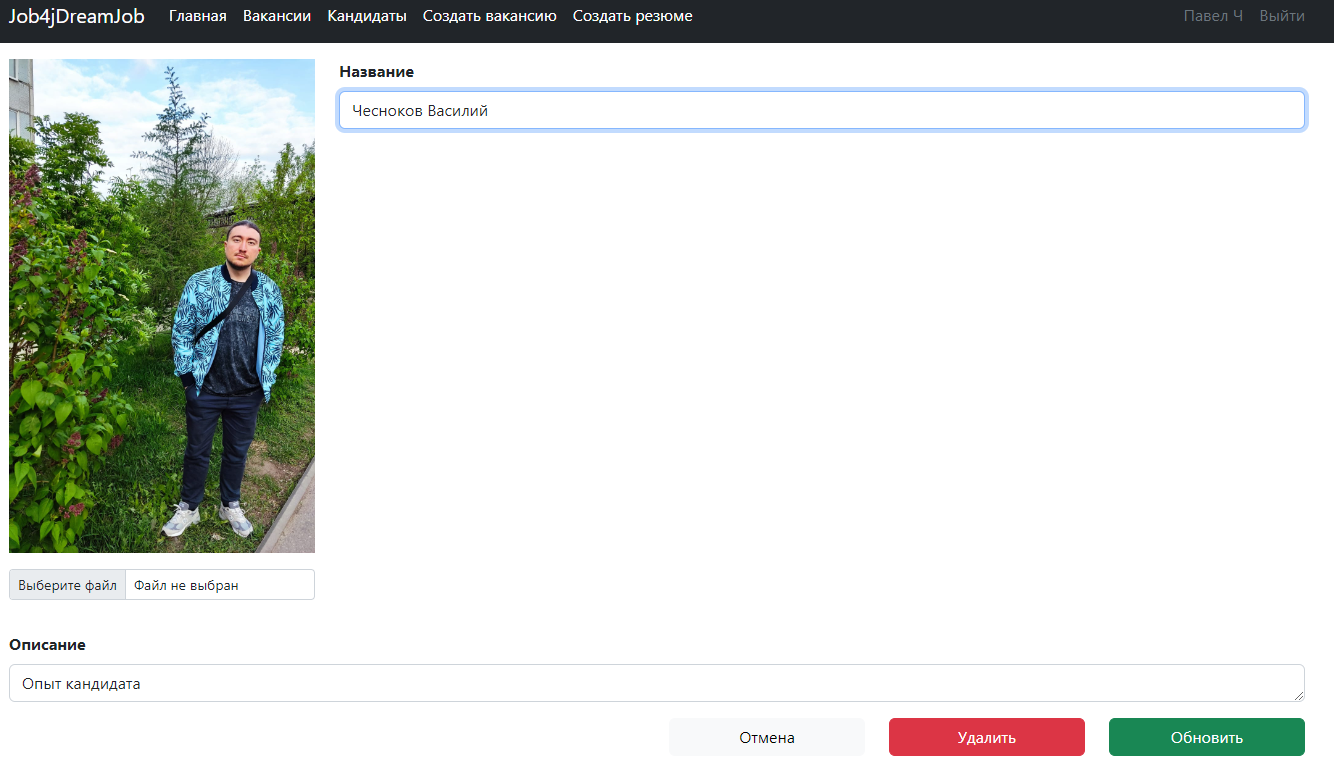 Job4jDreamJob Главная Вакансии Кандидаты Создать вакансию Создать резюме Павел Ч Выйти
Название
Чесноков Василий
Выберите файл Файл не выбран
Описание
Опыт кандидата
Отмена Удалить Обновить